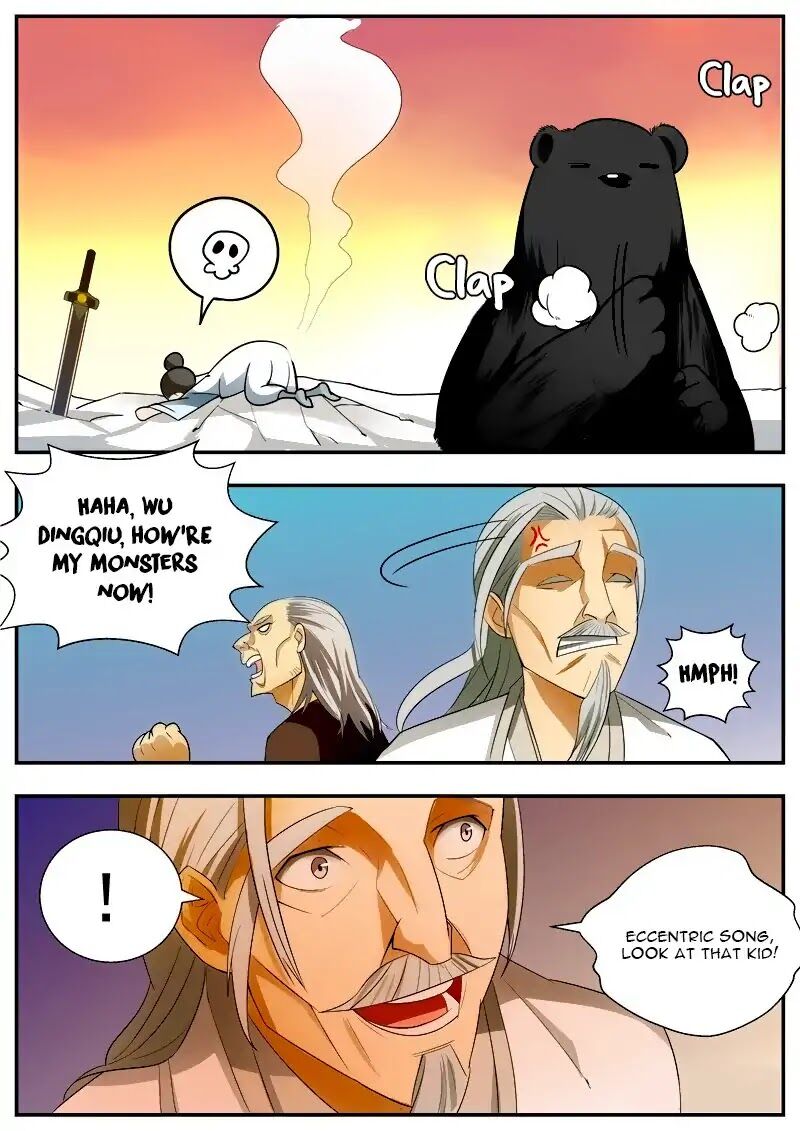 Clap
Clap
HAHA, WU
DINGQIU, HOW'RE
MY MONSTERS
NOW!
HMPH!
!
ECCENTRIC SONG,
LOOK AT THAT KID!